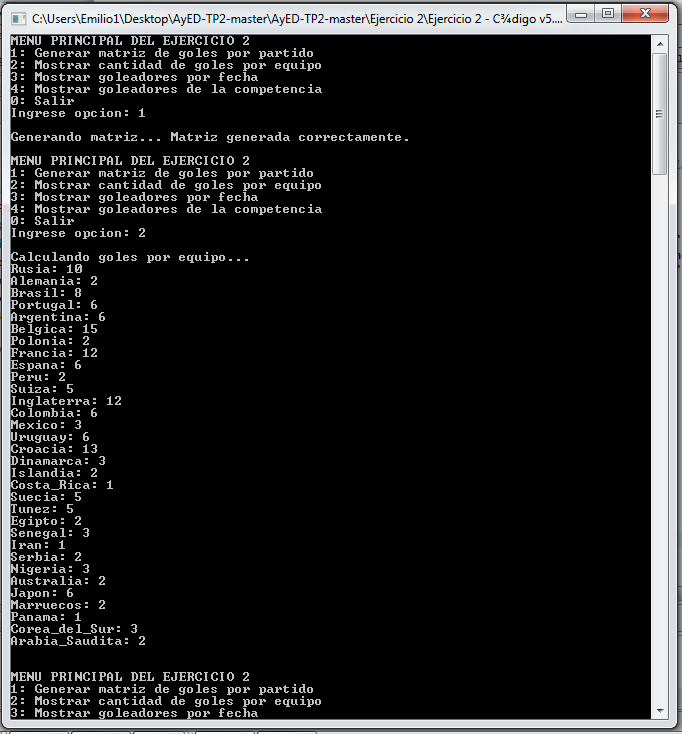 C:\Users\Emilio1\Desktop\AyED-TP2-master\AyED-TP2-master\Ejercicio 2\Ejercicio 2 - C¾digo v5....
MENU PRINCIPAL DEL EJERCICIO 2
1: Generar matriz de goles por partido
2: Mostrar cantidad de goles por equipo
3: Mostrar goleadores por fecha
4: Mostrar goleadores de la competencia
0: Salir
Ingrese opcion: 1
Generando matriz... Matriz generada correctamente.
MENU PRINCIPAL DEL EJERCICIO 2
1: Generar matriz de goles por partido
2: Mostrar cantidad de goles por equipo
3: Mostrar goleadores por fecha
4: Mostrar goleadores de la competencia
0: Salir
Ingrese opcion: 2
Calculando goles por equipo...
Rusia: 10
Alemania: 2
Brasil: 8
Portugal: 6
Argentina: 6
Belgica: 15
Polonia: 2
Francia: 12
Espana: 6
Peru: 2
Suiza: 5
Inglaterra: 12
Colombia: 6
Mexico: 3
Uruguay: 6
Croacia: 13
Dinamarca: 3
Islandia: 2
Costa_Rica: 1
Suecia: 5
Tunez: 5
Egipto: 2
Senegal: 3
Iran: 1
Serbia: 2
Nigeria: 3
Australia: 2
Japon: 6
Marruecos: 2
Panama: 1
Corea_del_Sur: 3
Arabia_Saudita: 2
MENU PRINCIPAL DEL EJERCICIO 2
1: Generar matriz de goles por partido
2: Mostrar cantidad de goles por equipo
3: Mostrar goleadores por fecha